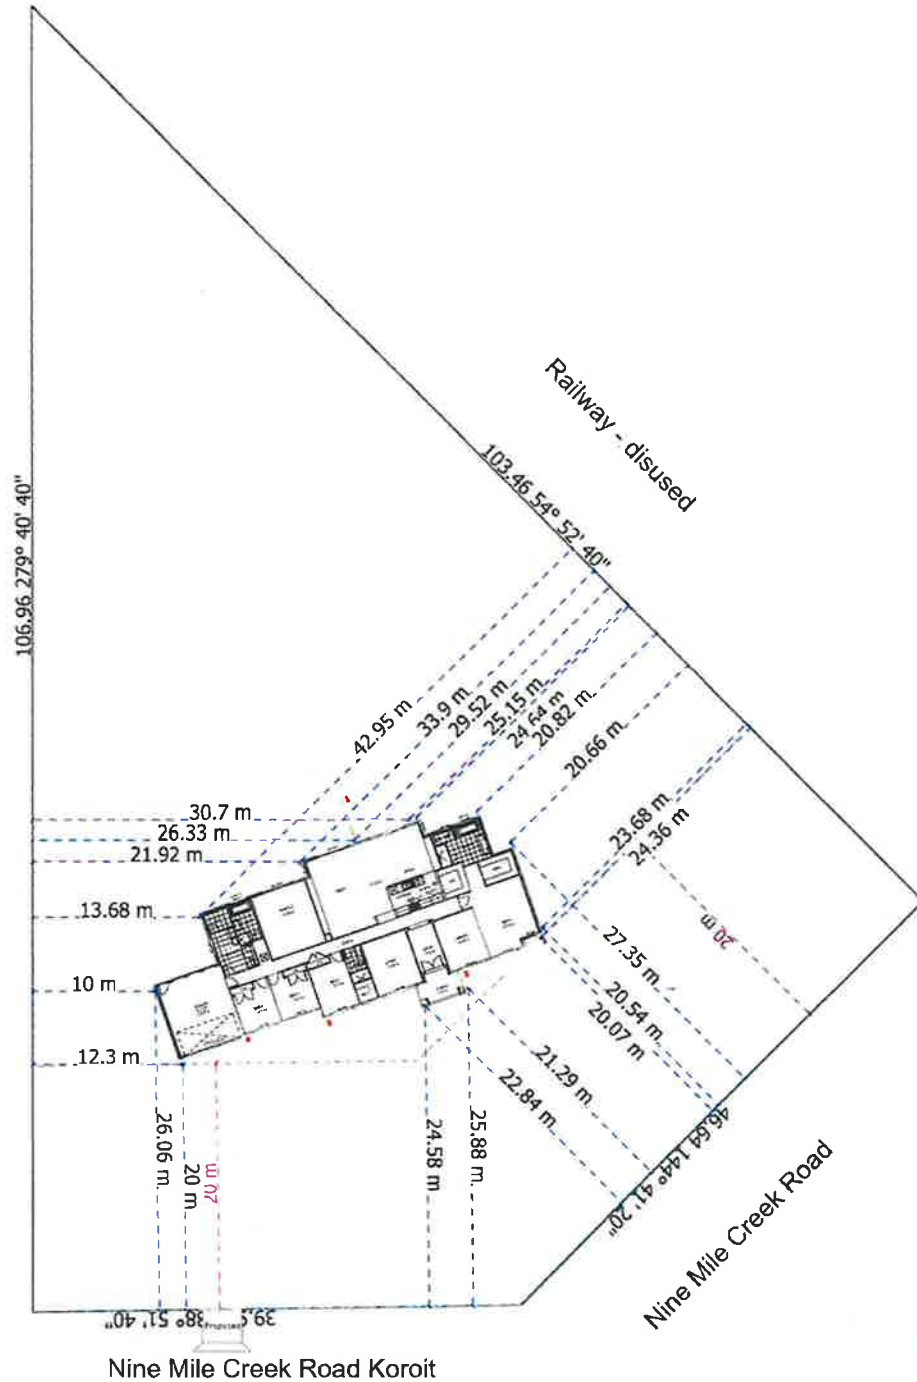 Railway - disused
103.46 54° 52' 40"
106.96 279° 40' 40"
42.95 m
33.9 m
29.52 m
25.15 m
24.64 m
20.82 m
20.66 m
30.7 m
26.33 m
21.92 m
23.68 m
24.36 m
13.68 m
20 m
27.35 m
10 m
20.54 m
20.07 m
12.3 m
21.29 m
22.84 m
26.06 m
20 m
20 m
24.58 m
25.88 m
46.64 144° 41' 20"
Nine Mile Creek Road
38° 51' 40"
Proposed
Nine Mile Creek Road Koroit